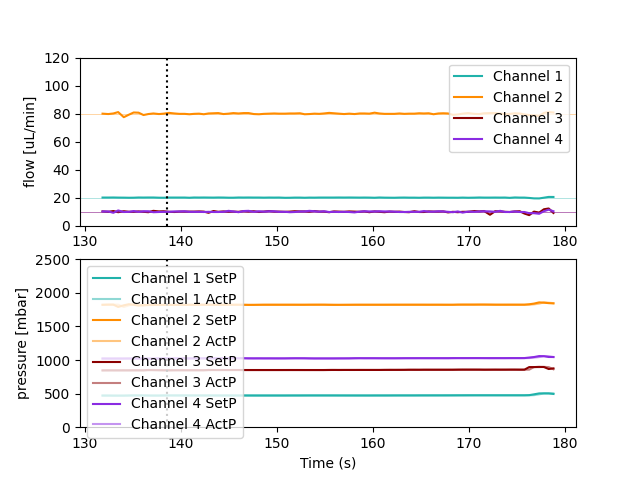 flow [uL/min]
120
100
80
60
40
20
0
Channel 1
Channel 2
Channel 3
Channel 4
130 140 150 160 170 180
pressure [mbar]
2500
2000
1500
1000
500
0
Channel 1 SetP
Channel 1 ActP
Channel 2 SetP
Channel 2 ActP
Channel 3 SetP
Channel 3 ActP
Channel 4 SetP
Channel 4 ActP
130 140 150 160 170 180
Time (s)